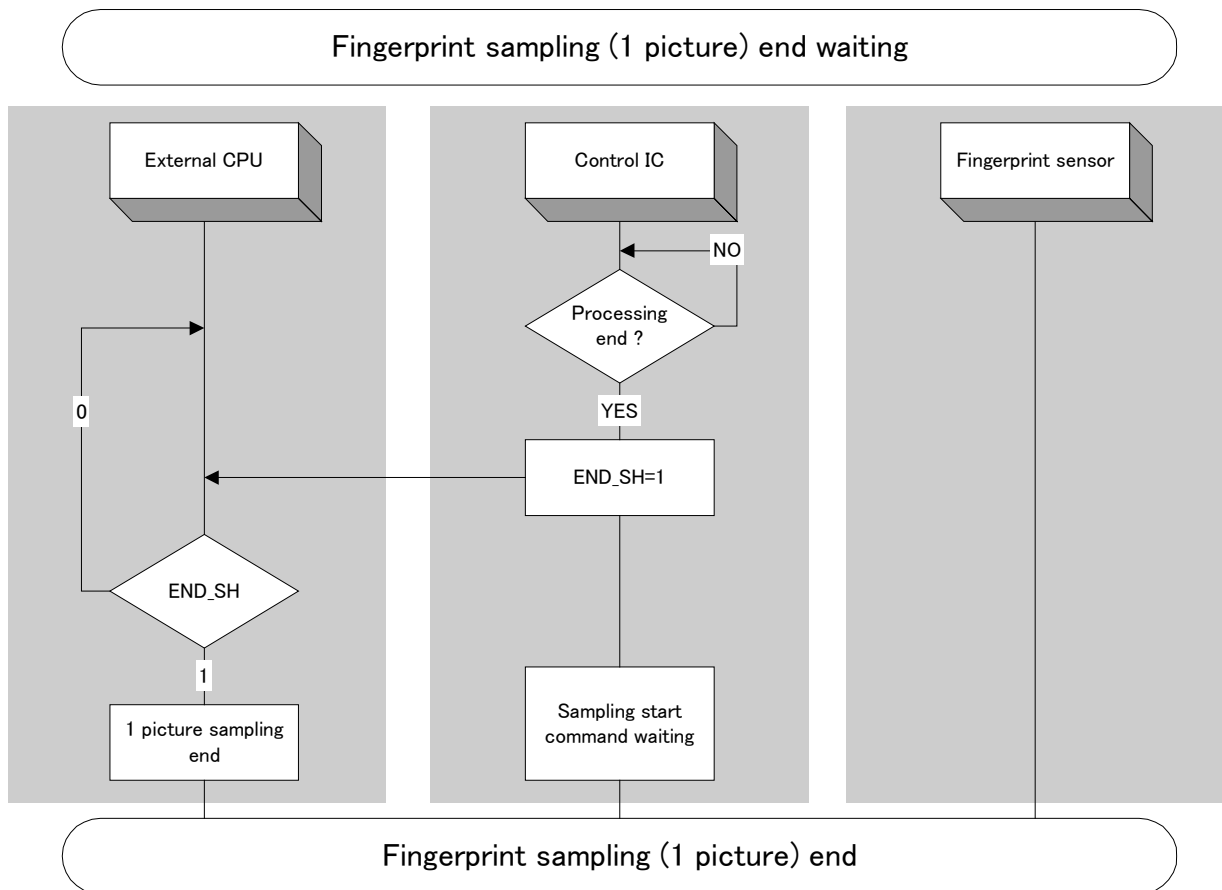 Fingerprint sampling (1 picture) end waiting
External CPU
Control IC
Fingerprint sensor
NO
Processing
end ?
0
YES
END_SH=1
END_SH
1
1 picture sampling
end
Sampling start
command waiting
Fingerprint sampling (1 picture) end